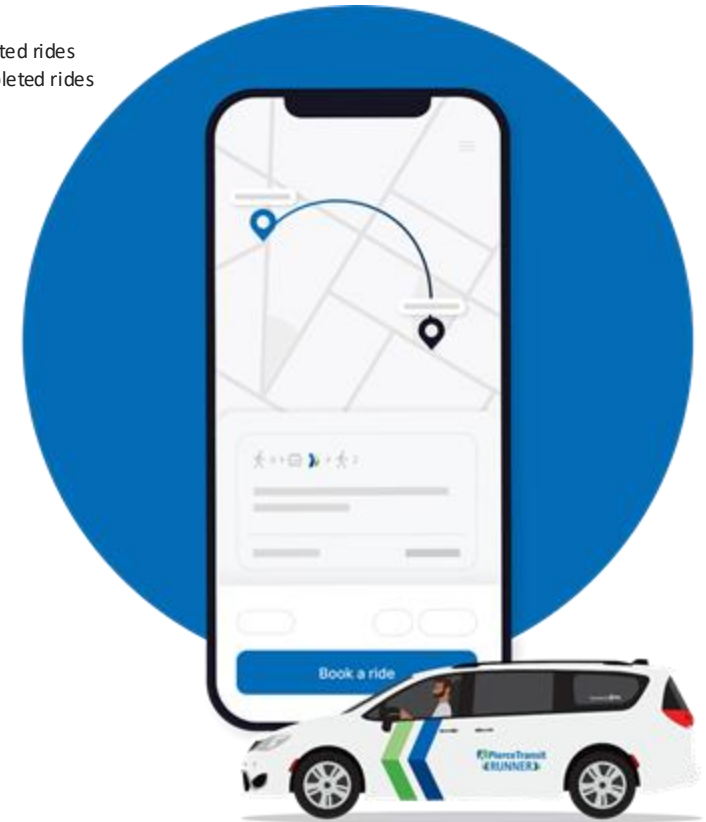 ted rides
leted rides
Book a ride
PierceTransit
RUNNER